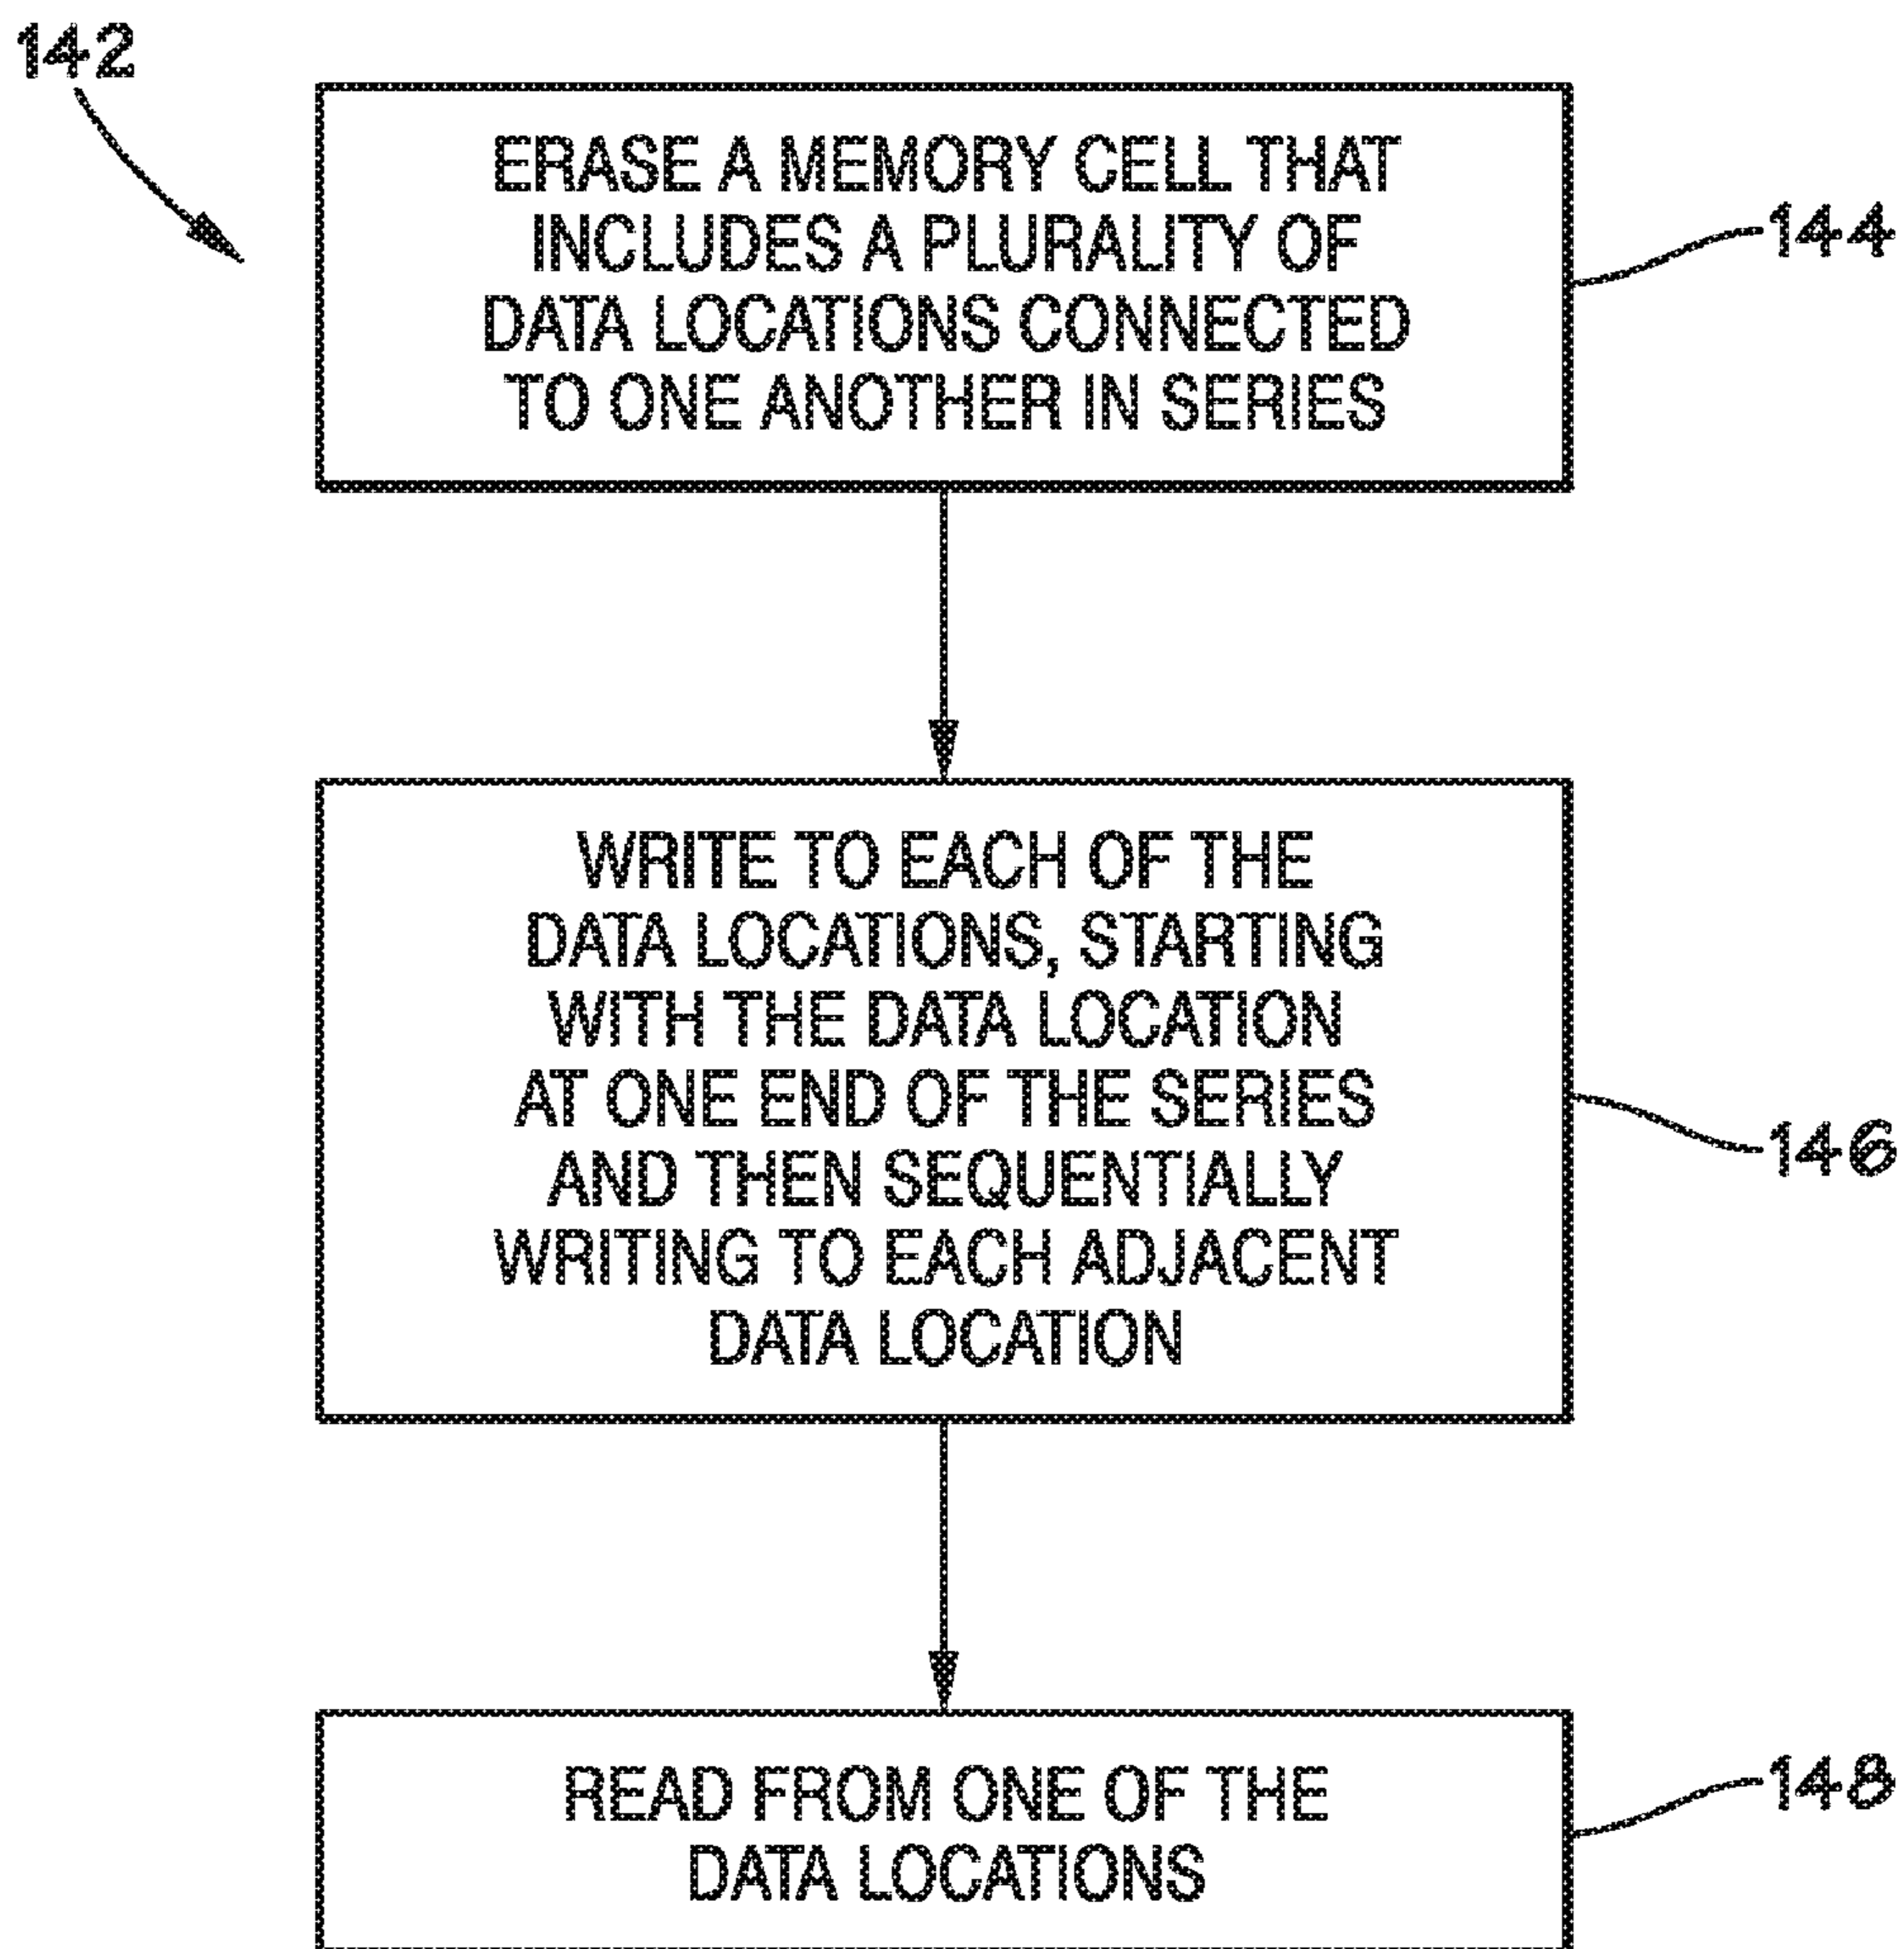 142
ERASE A MEMORY CELL THAT
INCLUDES A PLURALITY OF
DATA LOCATIONS CONNECTED
TO ONE ANOTHER IN SERIES
144
WRITE TO EACH OF THE
DATA LOCATIONS, STARTING
WITH THE DATA LOCATION
AT ONE END OF THE SERIES
AND THEN SEQUENTIALLY
WRITING TO EACH ADJACENT
DATA LOCATION
146
READ FROM ONE OF THE
DATA LOCATIONS
148